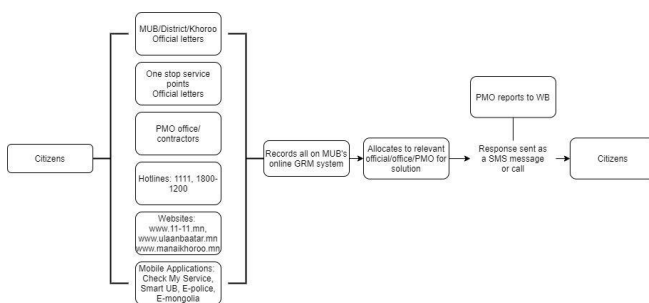 Citizens
MUB/District/Khoroo
Official letters
One stop service
points
Official letters
PMO office/
contractors
Hotlines: 1111, 1800-
1200
Websites:
www.11-11.mn,
www.ulaanbaatar.mn
www.manaikhoroo.mn
Mobile Applications:
Check My Service,
Smart UB, E-police,
E-mongolia
Records all on MUB's
online GRM system
Allocates to relevant
official/office/PMO for
solution
PMO reports to WB
Response sent as
a SMS message
or call
Citizens